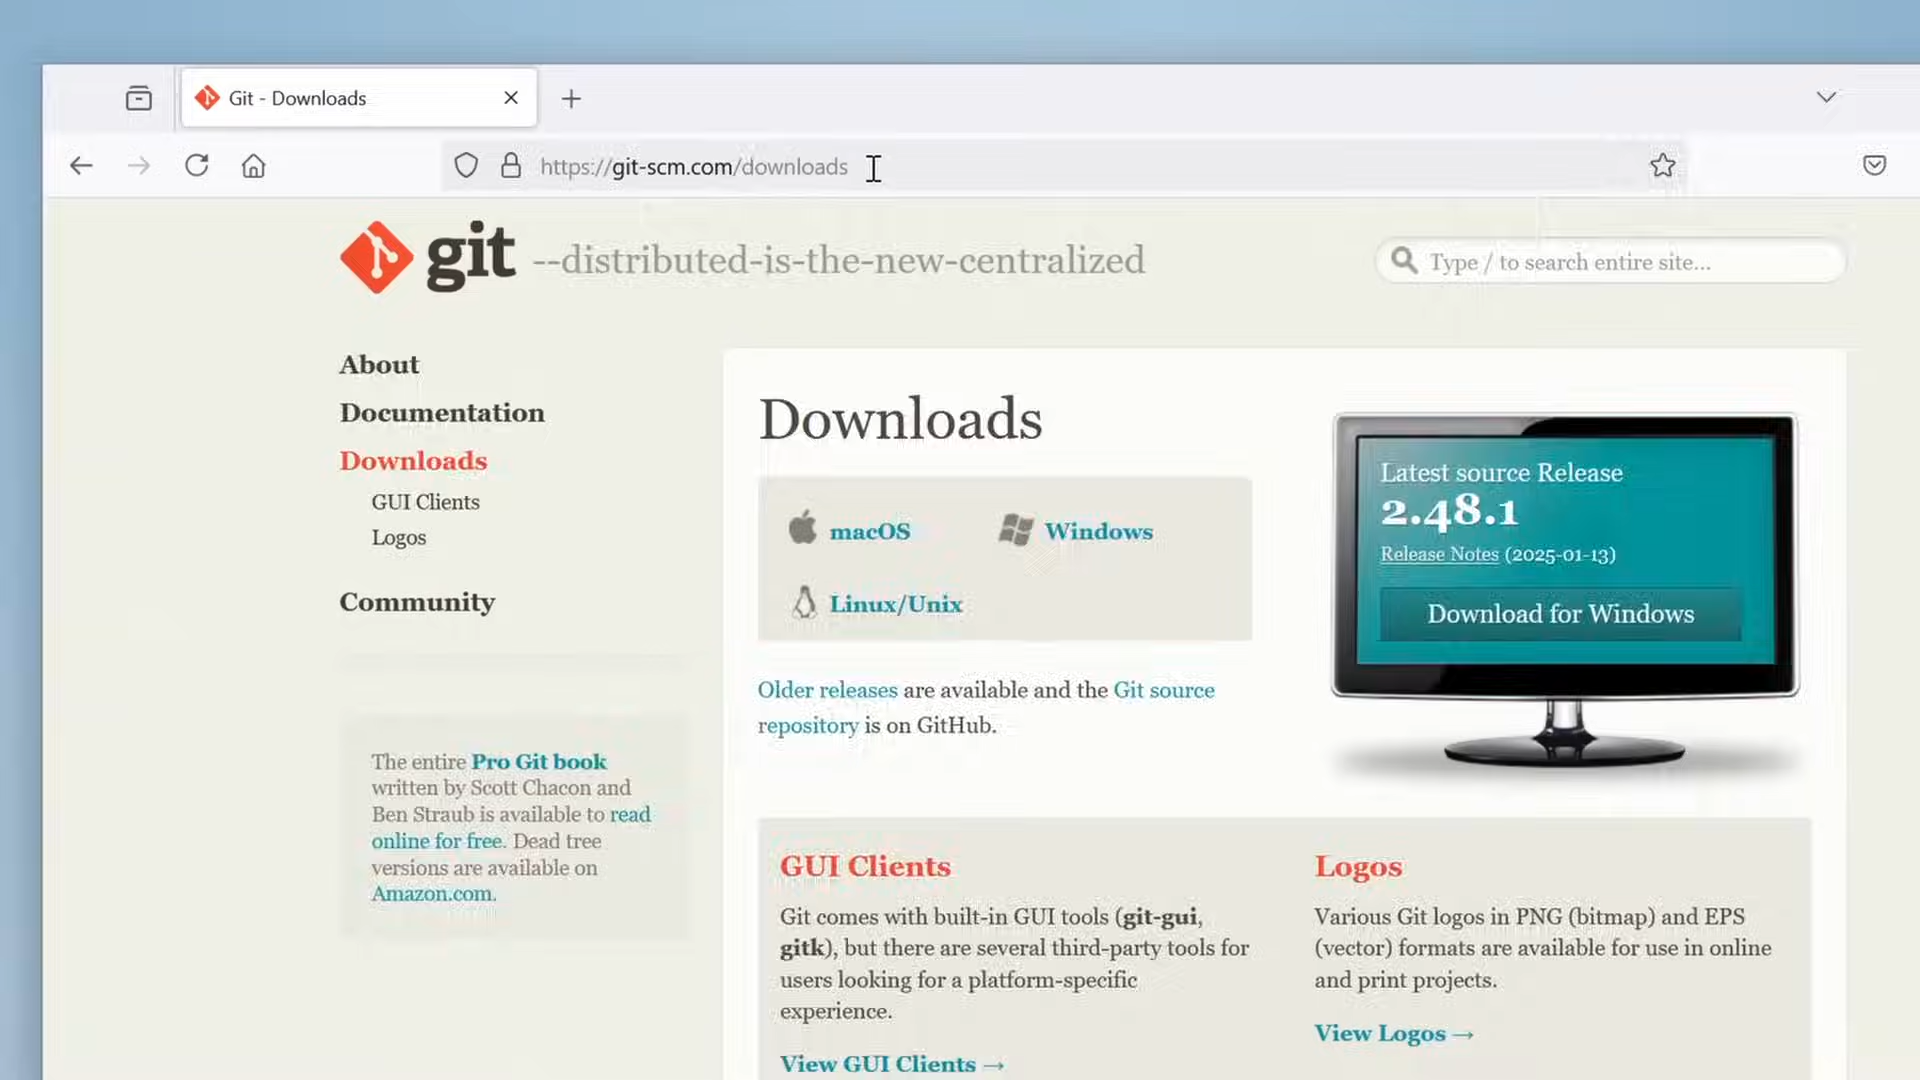 Git - Downloads
https://git-scm.com/downloads
git --distributed-is-the-new-centralized
Type / to search entire site...
About
Documentation
Downloads
GUI Clients
Logos
Community
The entire Pro Git book
written by Scott Chacon and
Ben Straub is available to read
online for free. Dead tree
versions are available on
Amazon.com.
Downloads
macOS
Windows
Linux/Unix
Older releases are available and the Git source
repository is on GitHub.
Latest source Release
2.48.1
Release Notes (2025-01-13)
Download for Windows
GUI Clients
Git comes with built-in GUI tools (git-gui,
gitk), but there are several third-party tools for
users looking for a platform-specific
experience.
View GUI Clients →
Logos
Various Git logos in PNG (bitmap) and EPS
(vector) formats are available for use in online
and print projects.
View Logos →